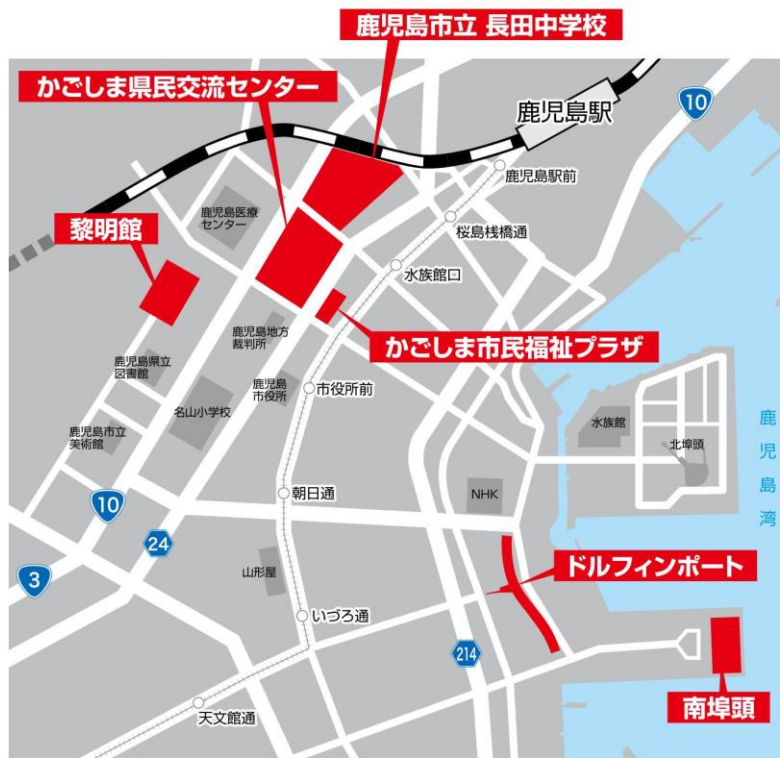 鹿児島市立 長田中学校
かごしま県民交流センター
鹿児島駅
10
鹿児島駅前
鹿児島医療
センター
桜島桟橋通
黎明館
水族館口
鹿児島地方
裁判所
かごしま市民福祉プラザ
鹿児島県立
図書館
鹿児島
市役所
市役所前
名山小学校
鹿児島市立
美術館
水族館
北埠頭
鹿児島湾
朝日通
NHK
10
24
3
山形屋
ドルフィンポート
いづろ通
214
天文館通
南埠頭